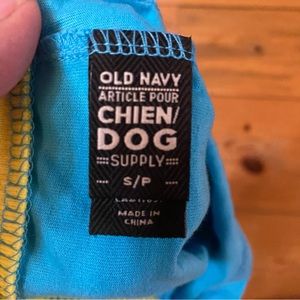 OLD NAVY
ARTICLE POUR
CHIEN/
DOG
SUPPLY
S/P
MADE IN
CHINA